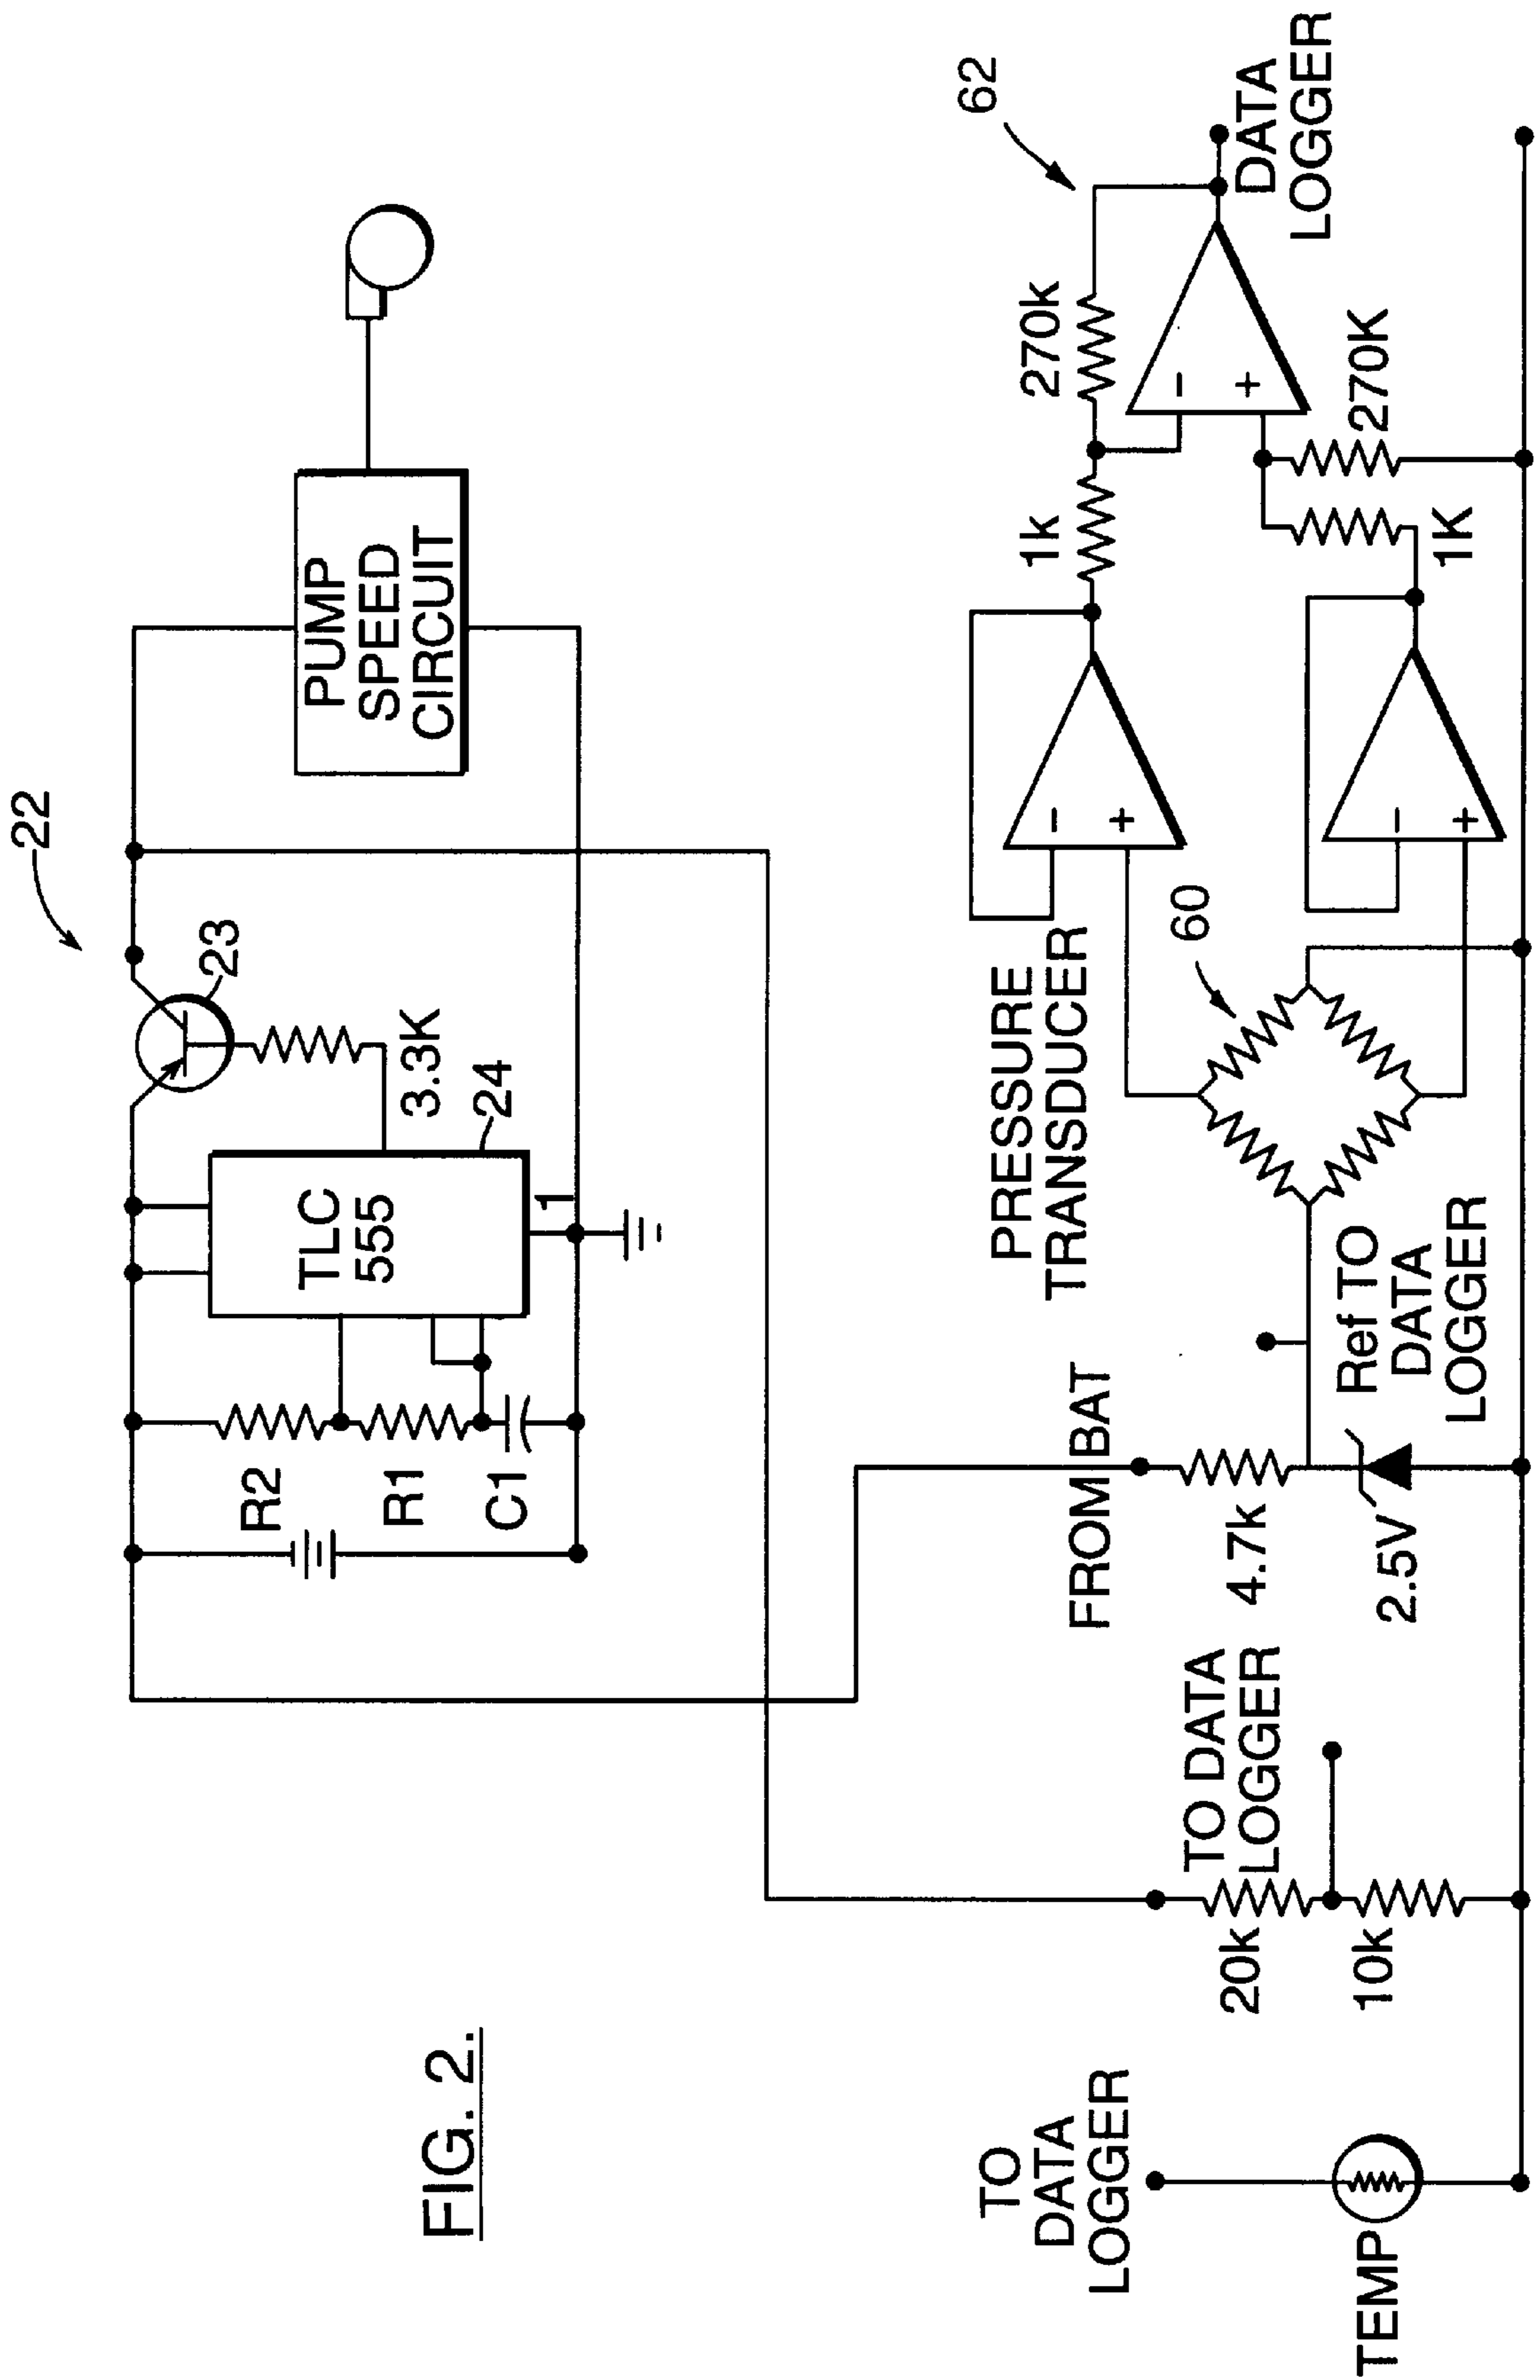 FIG. 2.
22
23
3.3K
24
TLC
555
1
R2
R1
C1
PUMP
SPEED
CIRCUIT
TO
DATA
LOGGER
TEMP
TO DATA
LOGGER
20k
10k
FROM BAT
4.7k
2.5V
Ref TO
DATA
LOGGER
PRESSURE
TRANSDUCER
60
-
+
-
+
1k
270k
1K
270K
-
+
62
DATA
LOGGER